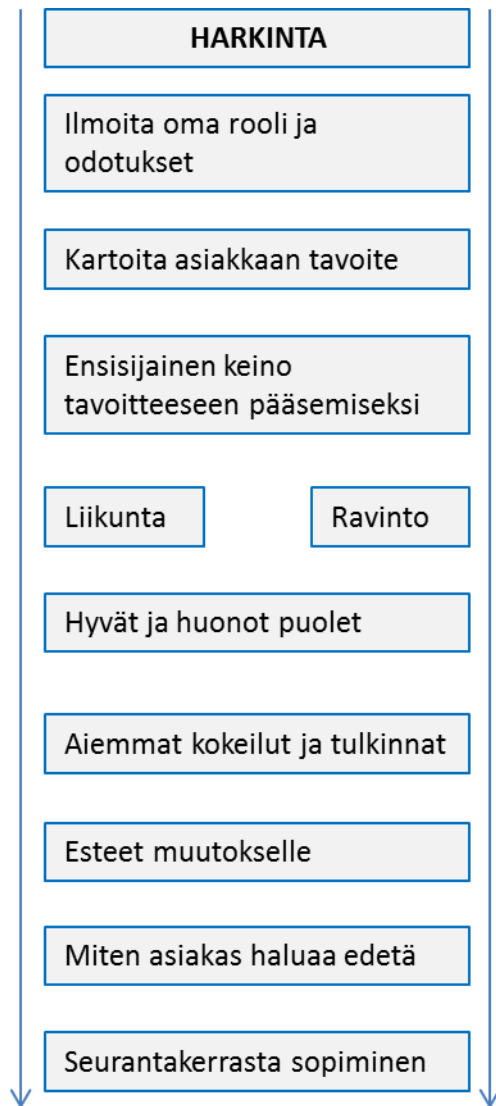 HARKINTA
Ilmoita oma rooli ja
odotukset
Kartoita asiakkaan tavoite
Ensisijainen keino
tavoitteeseen pääsemiseksi
Liikunta
Ravinto
Hyvät ja huonot puolet
Aiemmat kokeilut ja tulkinnat
Esteet muutokselle
Miten asiakas haluaa edetä
Seurantakerrasta sopiminen